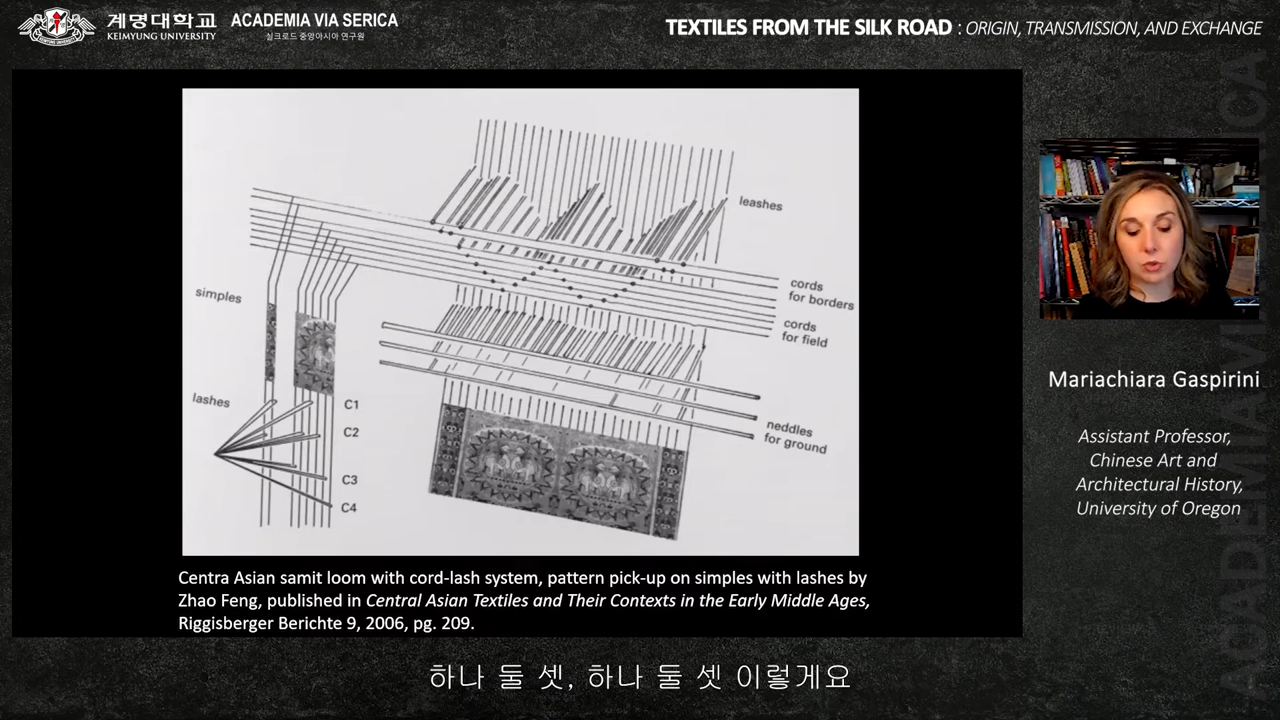 계명대학교
KEIMYUNG UNIVERSITY
ACADEMIA VIA SERICA
실크로드 중앙아시아 연구원
TEXTILES FROM THE SILK ROAD : ORIGIN, TRANSMISSION, AND EXCHANGE
leashes
cords
for borders
simples
cords
for field
lashes
C1
C2
neddles
for ground
C3
C4
Centra Asian samit loom with cord-lash system, pattern pick-up on simples with lashes by
Zhao Feng, published in Central Asian Textiles and Their Contexts in the Early Middle Ages,
Riggisberger Berichte 9, 2006, pg. 209.
Mariachiara Gaspirini
Assistant Professor,
Chinese Art and
Architectural History,
University of Oregon
하나 둘 셋, 하나 둘 셋 이렇게요
ACADEMIA VIA SERICA